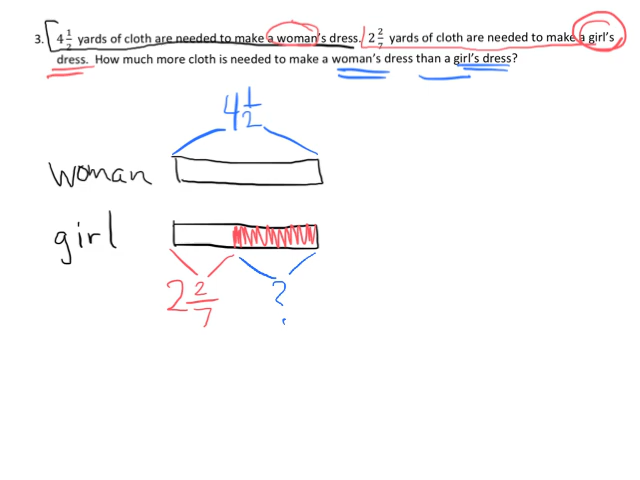 3. 4 1/2 yards of cloth are needed to make a woman's dress. 2 2/7 yards of cloth are needed to make a girl's
dress. How much more cloth is needed to make a woman's dress than a girl's dress?
4 1/2
woman
girl
2 2/7 ?